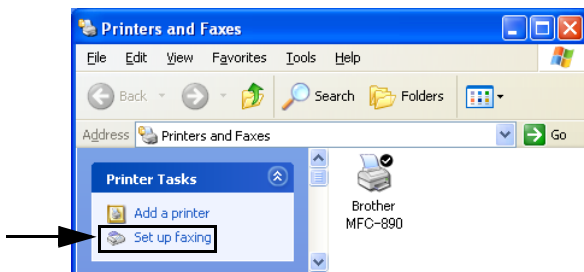 Printers and Faxes
File Edit View Favorites Tools Help
Back Search Folders
Address Printers and Faxes Go
Printer Tasks
Add a printer
Set up faxing
Brother
MFC-890